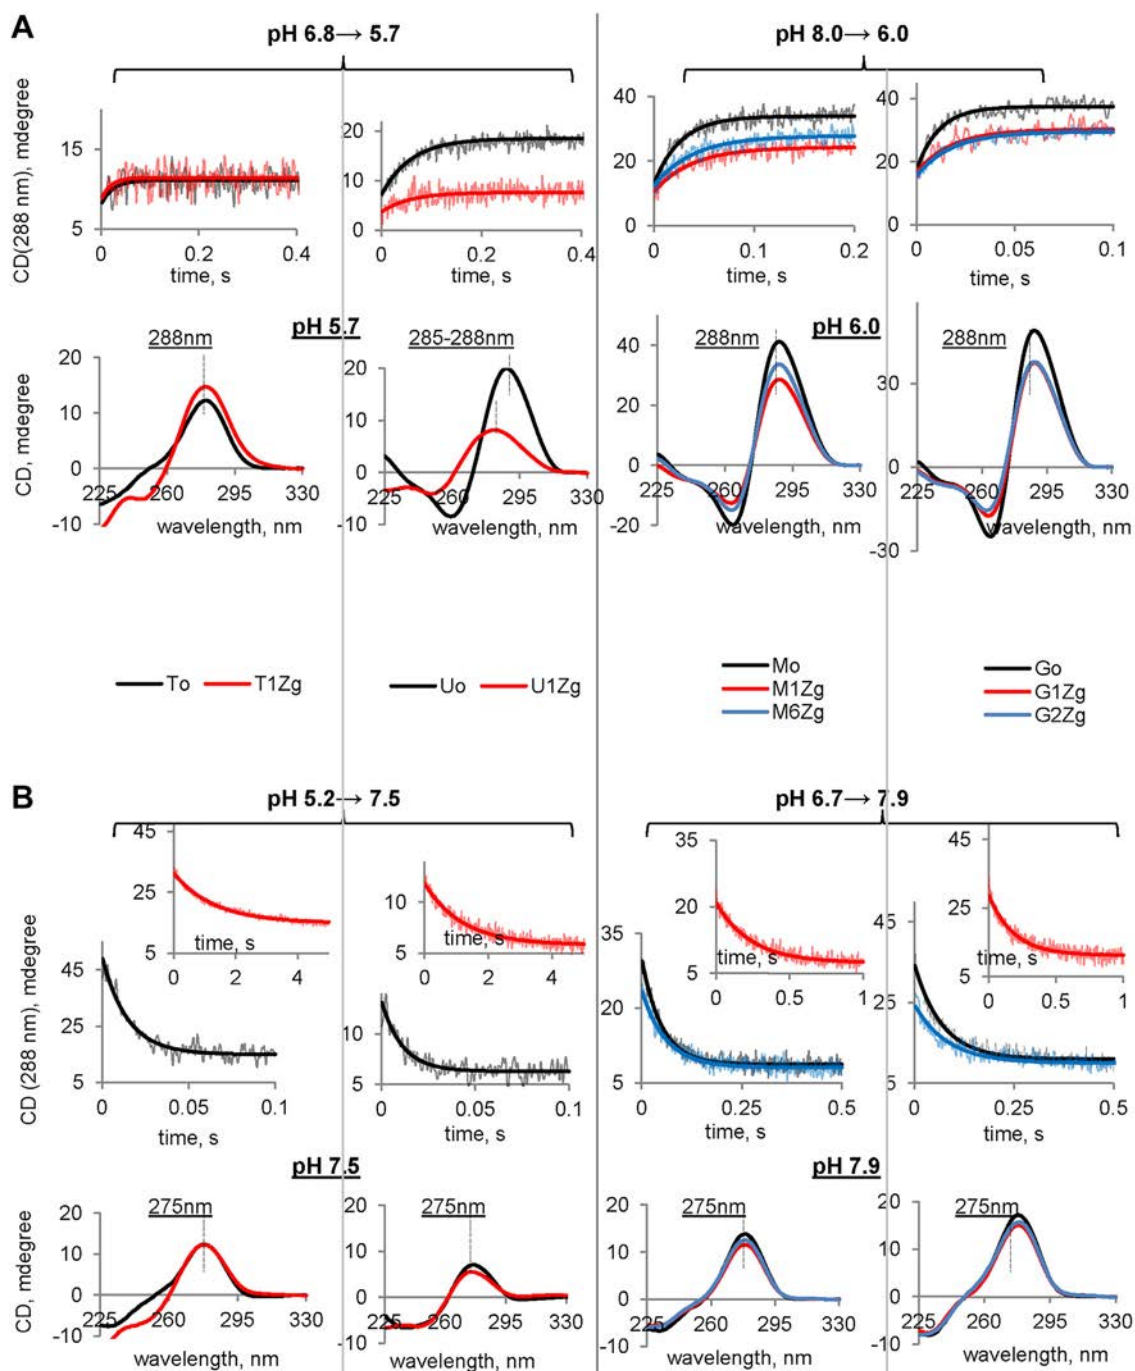 A
pH 6.8→ 5.7
pH 8.0→ 6.0
CD(288 nm), mdegree
15
5
0
0.2
0.4
time, s
20
10
0
0
0.2
0.4
time, s
40
20
0
0
0.1
0.2
time, s
40
20
0
0
0.05
0.1
time, s
pH 5.7
pH 6.0
CD, mdegree
288nm
20
10
0
-10
225
260
295
330
wavelength, nm
285-288nm
20
10
0
-10
225
260
295
330
wavelength, nm
288nm
40
20
0
-20
225
260
295
330
wavelength, nm
288nm
30
-30
225
260
295
330
wavelength, nm
To
T1Zg
Uo
U1Zg
Mo
M1Zg
M6Zg
Go
G1Zg
G2Zg
B
pH 5.2→ 7.5
pH 6.7→ 7.9
CD (288 nm), mdegree
45
25
5
0
2
4
time, s
45
25
5
0
0.05
0.1
time, s
10
5
0
2
4
time, s
10
5
0
0.1
time, s
35
20
5
0
0.5
1
time, s
35
20
5
0
0.25
0.5
time, s
45
25
5
0
0.5
1
time, s
45
25
5
0
0.25
0.5
time, s
pH 7.5
pH 7.9
CD, mdegree
275nm
20
10
0
-10
225
260
295
330
wavelength, nm
275nm
20
10
0
-10
225
260
295
330
wavelength, nm
275nm
20
10
0
-10
225
260
295
330
wavelength, nm
275nm
20
10
0
-10
225
260
295
330
wavelength, nm